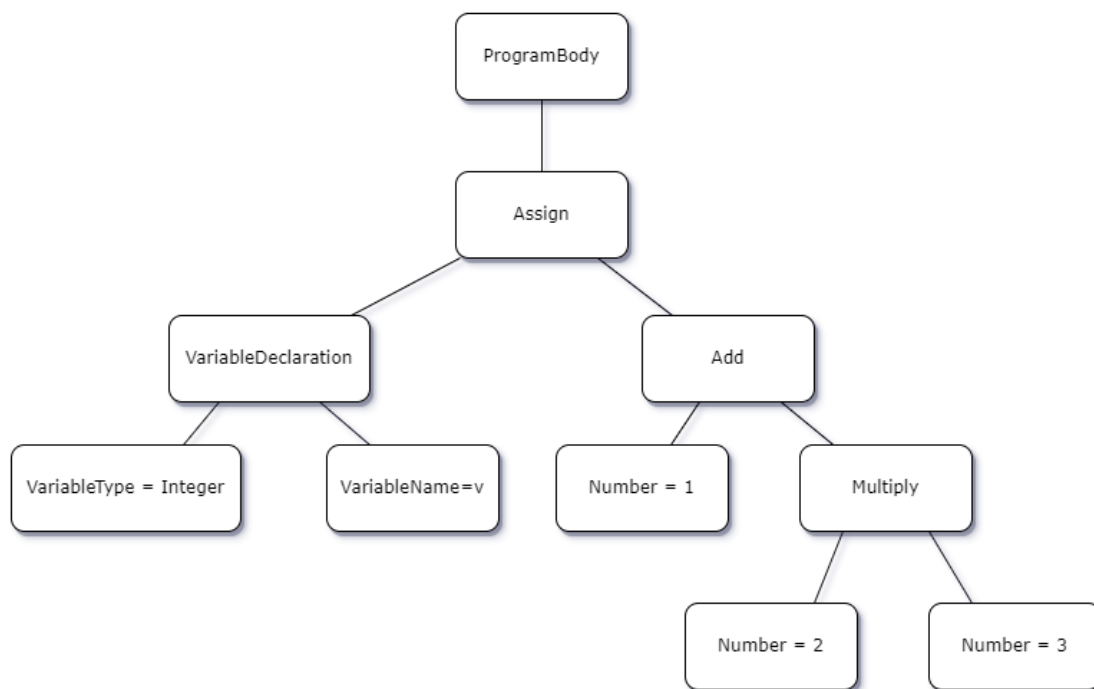 ProgramBody
Assign
VariableDeclaration
Add
VariableType = Integer
VariableName=v
Number = 1
Multiply
Number = 2
Number = 3